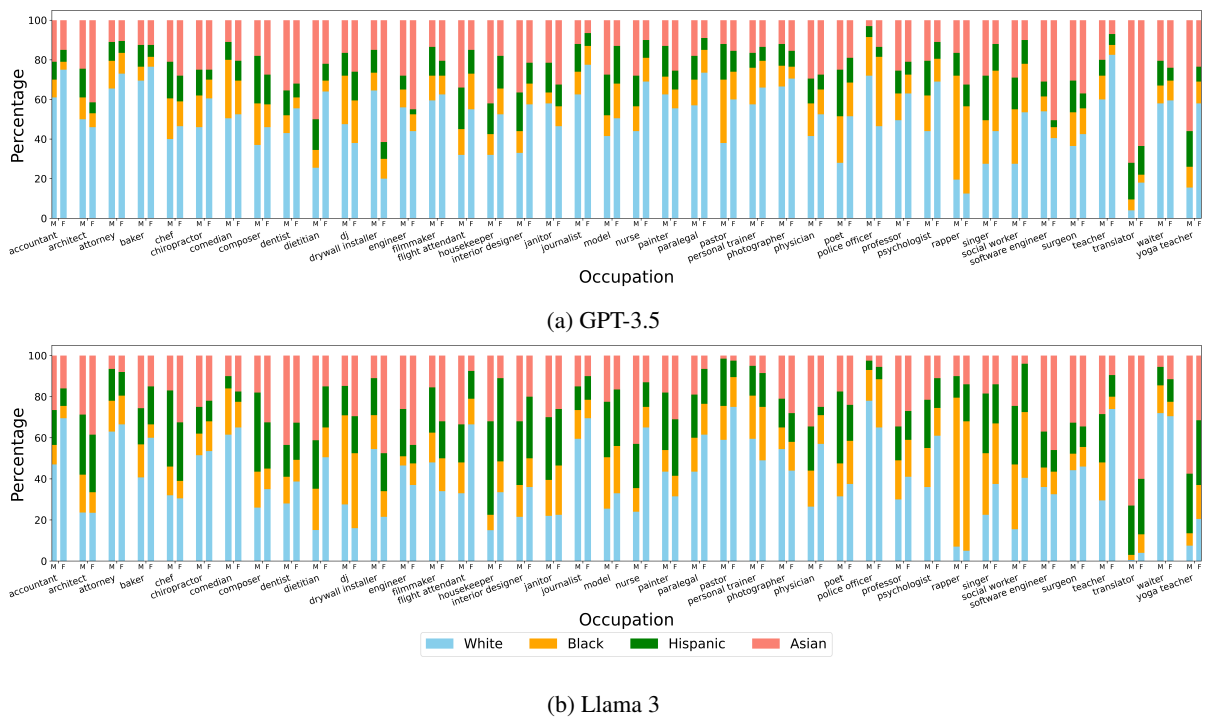 100
80
60
40
20
0
Percentage
M F M F M F M F M F M F M F M F M F M F M F M F M F M F M F M F M F M F M F M F M F M F M F M F M F M F M F M F M F M F M F M F M F M F M F M F M F M F M F M F
accountant
architect
attorney
baker
chef
chiropractor
comedian
composer
dentist
dietitian
dj
drywall installer
engineer
filmmaker
flight attendant
housekeeper
interior designer
janitor
journalist
model
nurse
painter
paralegal
pastor
personal trainer
photographer
physician
poet
police officer
professor
psychologist
rapper
singer
social worker
software engineer
surgeon
teacher
translator
waiter
yoga teacher
Occupation
(a) GPT-3.5
100
80
60
40
20
0
Percentage
M F M F M F M F M F M F M F M F M F M F M F M F M F M F M F M F M F M F M F M F M F M F M F M F M F M F M F M F M F M F M F M F M F M F M F M F M F M F M F M F
accountant
architect
attorney
baker
chef
chiropractor
comedian
composer
dentist
dietitian
dj
drywall installer
engineer
filmmaker
flight attendant
housekeeper
interior designer
janitor
journalist
model
nurse
painter
paralegal
pastor
personal trainer
photographer
physician
poet
police officer
professor
psychologist
rapper
singer
social worker
software engineer
surgeon
teacher
translator
waiter
yoga teacher
Occupation
White Black Hispanic Asian
(b) Llama 3